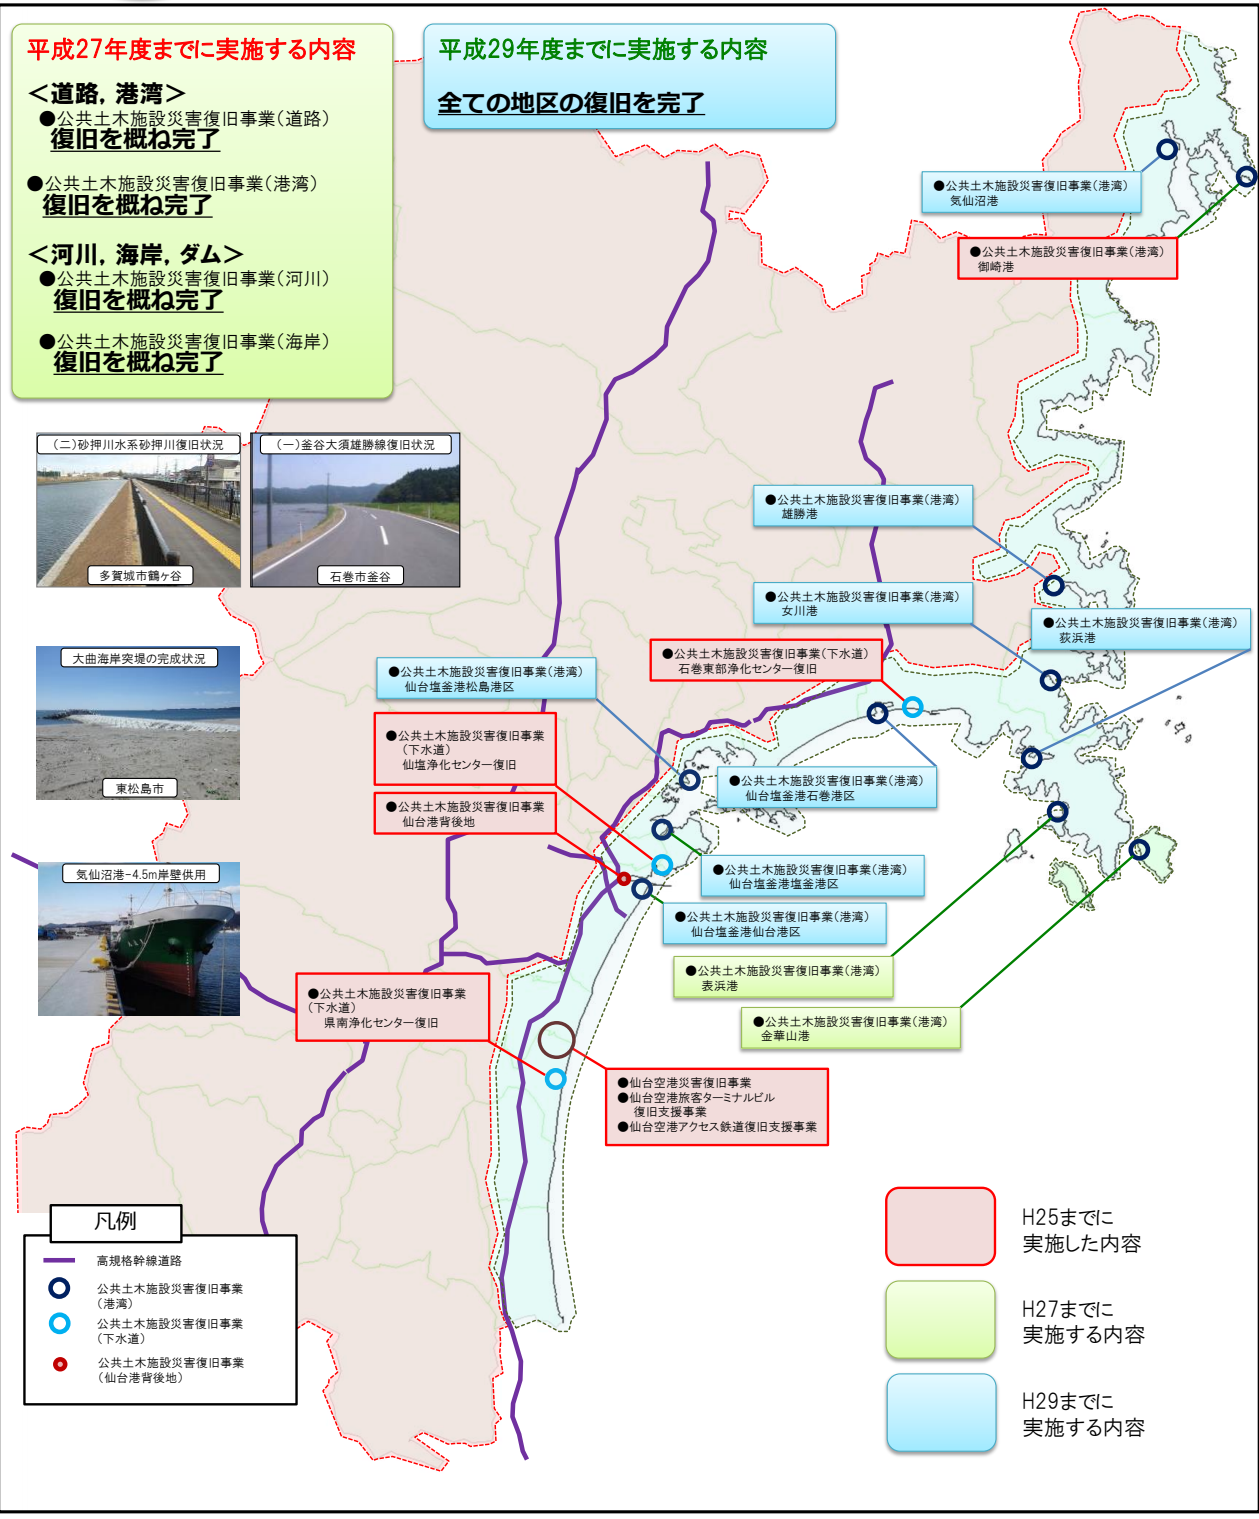 平成27年度までに実施する内容
＜道路，港湾＞
●公共土木施設災害復旧事業（道路）
復旧を概ね完了
●公共土木施設災害復旧事業（港湾）
復旧を概ね完了
＜河川，海岸，ダム＞
●公共土木施設災害復旧事業（河川）
復旧を概ね完了
●公共土木施設災害復旧事業（海岸）
復旧を概ね完了
平成29年度までに実施する内容
全ての地区の復旧を完了
●公共土木施設災害復旧事業（港湾）
気仙沼港
●公共土木施設災害復旧事業（港湾）
御崎港
（二）砂押川水系砂押川復旧状況
多賀城市鶴ヶ谷
（一）釜谷大須雄勝線復旧状況
石巻市釜谷
●公共土木施設災害復旧事業（港湾）
雄勝港
●公共土木施設災害復旧事業（港湾）
女川港
●公共土木施設災害復旧事業（港湾）
荻浜港
●公共土木施設災害復旧事業（下水道）
石巻東部浄化センター復旧
●公共土木施設災害復旧事業（港湾）
仙台塩釜港松島港区
大曲海岸突堤の完成状況
東松島市
●公共土木施設災害復旧事業
（下水道）
仙塩浄化センター復旧
●公共土木施設災害復旧事業
仙台港背後地
●公共土木施設災害復旧事業（港湾）
仙台塩釜港石巻港区
●公共土木施設災害復旧事業（港湾）
仙台塩釜港塩釜港区
●公共土木施設災害復旧事業（港湾）
仙台塩釜港仙台港区
気仙沼港-4.5m岸壁供用
●公共土木施設災害復旧事業（港湾）
表浜港
●公共土木施設災害復旧事業（港湾）
金華山港
●公共土木施設災害復旧事業
（下水道）
県南浄化センター復旧
●仙台空港災害復旧事業
●仙台空港旅客ターミナルビル
復旧支援事業
●仙台空港アクセス鉄道復旧支援事業
凡例
高規格幹線道路
公共土木施設災害復旧事業
（港湾）
公共土木施設災害復旧事業
（下水道）
公共土木施設災害復旧事業
（仙台港背後地）
H25までに
実施した内容
H27までに
実施する内容
H29までに
実施する内容